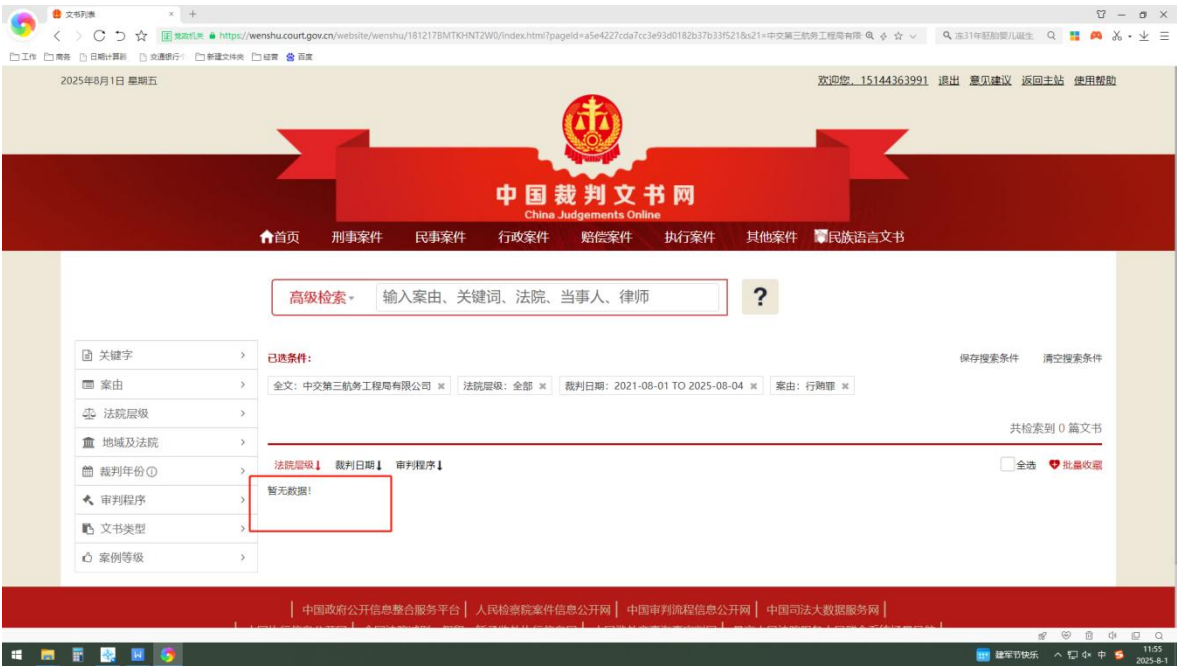 文书列表
https://wenshu.court.gov.cn/website/wenshu/181217BMTKHNT2W0/index.html?pageId=a5e4227cda7cc3e93d0182b37b33f5218&s21=中交第三航务工程局有限
冻31年胚胎婴儿诞生
工作 商务 交通银行 新建文件夹 经营 百度
2025年8月1日 星期五
欢迎您，15144363991 退出 意见建议 返回主站 使用帮助
中国裁判文书网
China Judgements Online
首页 刑事案件 民事案件 行政案件 赔偿案件 执行案件 其他案件 民族语言文书
高级检索 输入案由、关键词、法院、当事人、律师 ?
关键字
案由
法院层级
地域及法院
裁判年份
审判程序
文书类型
案例等级
已选条件：
保存搜索条件 清空搜索条件
全文：中交第三航务工程局有限公司 × 法院层级：全部 × 裁判日期：2021-08-01 TO 2025-08-04 × 案由：行贿罪 ×
共检索到 0 篇文书
法院层级 裁判日期 审判程序
全选 批量收藏
暂无数据!
中国政府公开信息整合服务平台 | 人民检察院案件信息公开网 | 中国审判流程信息公开网 | 中国司法大数据服务网 |
建军节快乐 中 11:55
2025-8-1